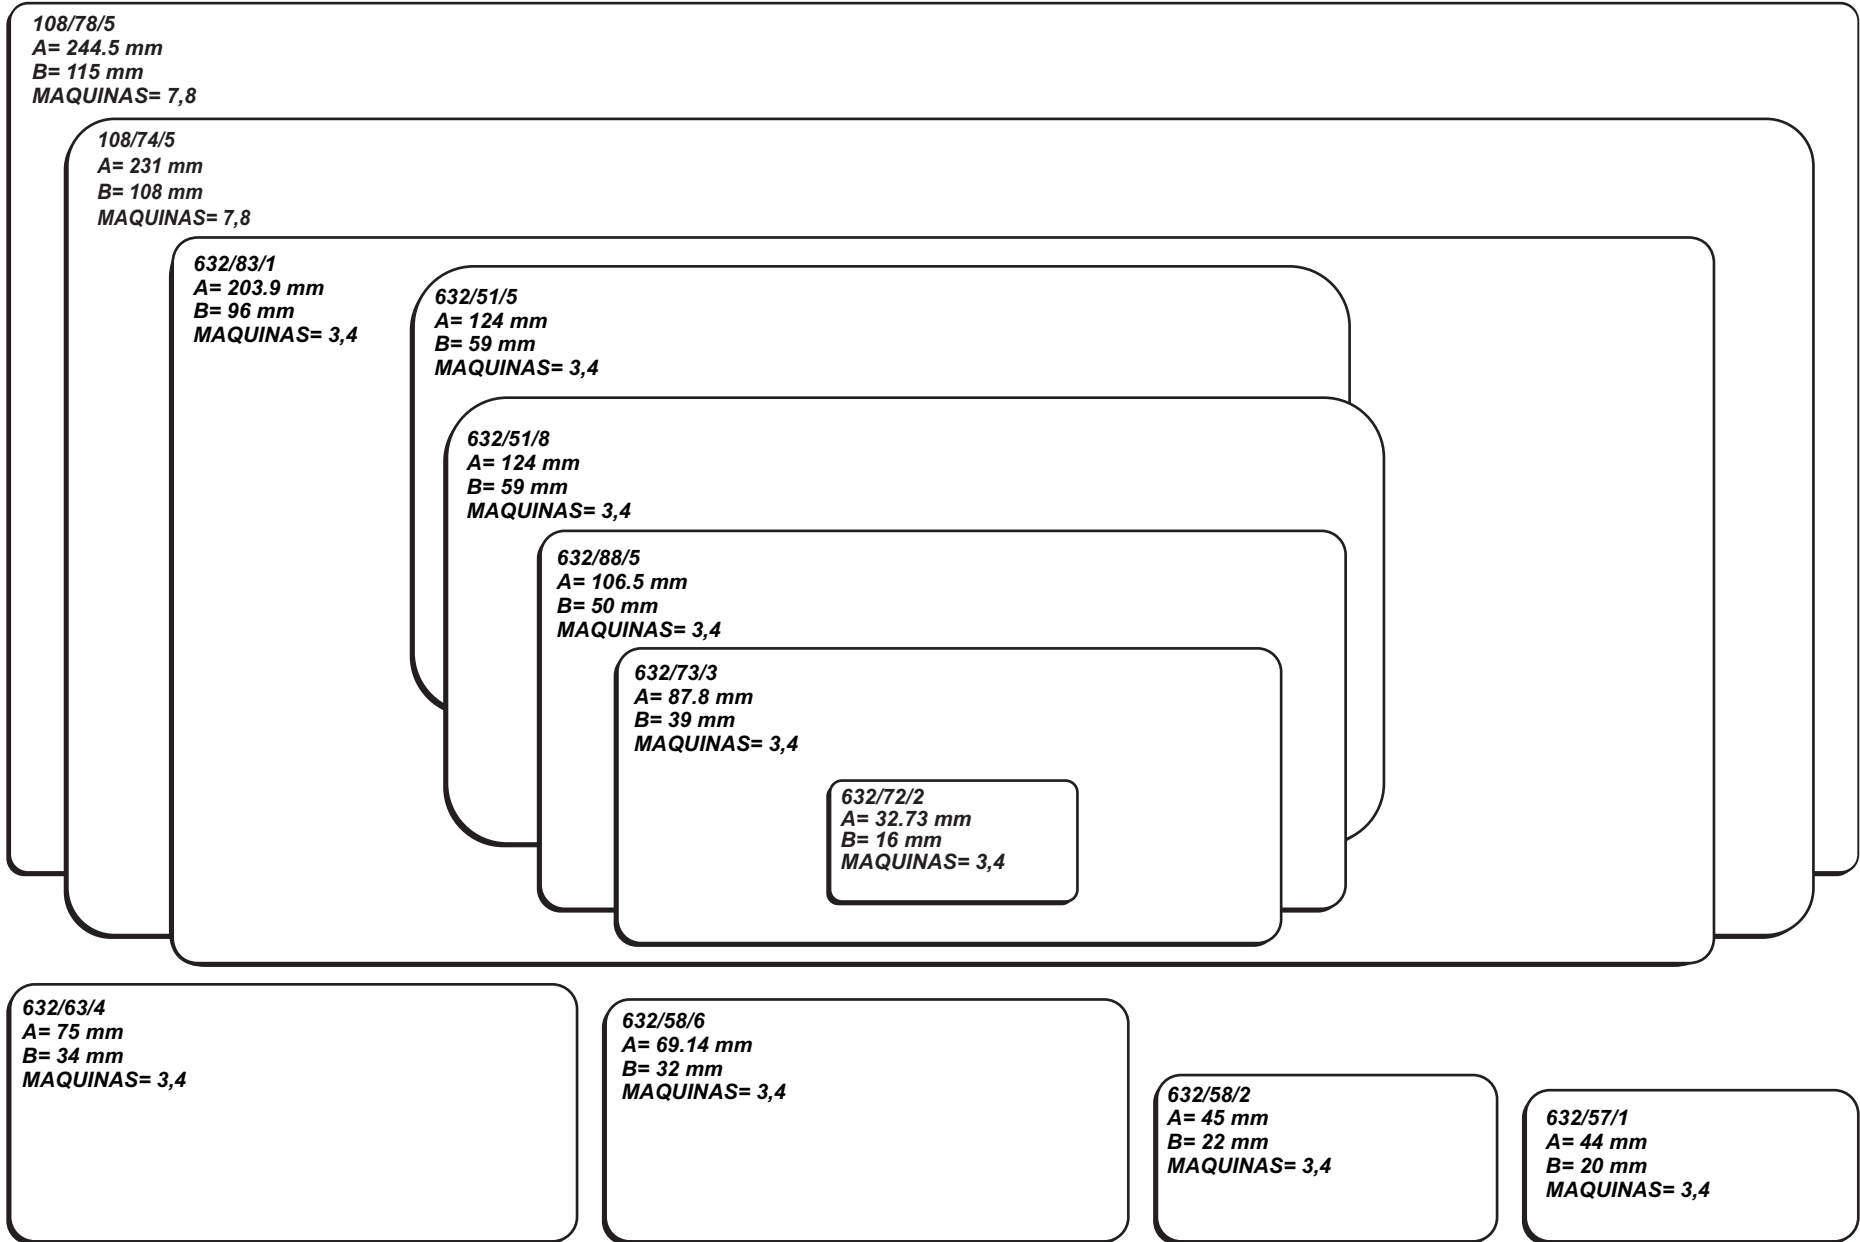 108/78/5
A= 244.5 mm
B= 115 mm
MAQUINAS= 7,8
108/74/5
A= 231 mm
B= 108 mm
MAQUINAS= 7,8
632/83/1
A= 203.9 mm
B= 96 mm
MAQUINAS= 3,4
632/51/5
A= 124 mm
B= 59 mm
MAQUINAS= 3,4
632/51/8
A= 124 mm
B= 59 mm
MAQUINAS= 3,4
632/88/5
A= 106.5 mm
B= 50 mm
MAQUINAS= 3,4
632/73/3
A= 87.8 mm
B= 39 mm
MAQUINAS= 3,4
632/72/2
A= 32.73 mm
B= 16 mm
MAQUINAS= 3,4
632/63/4
A= 75 mm
B= 34 mm
MAQUINAS= 3,4
632/58/6
A= 69.14 mm
B= 32 mm
MAQUINAS= 3,4
632/58/2
A= 45 mm
B= 22 mm
MAQUINAS= 3,4
632/57/1
A= 44 mm
B= 20 mm
MAQUINAS= 3,4